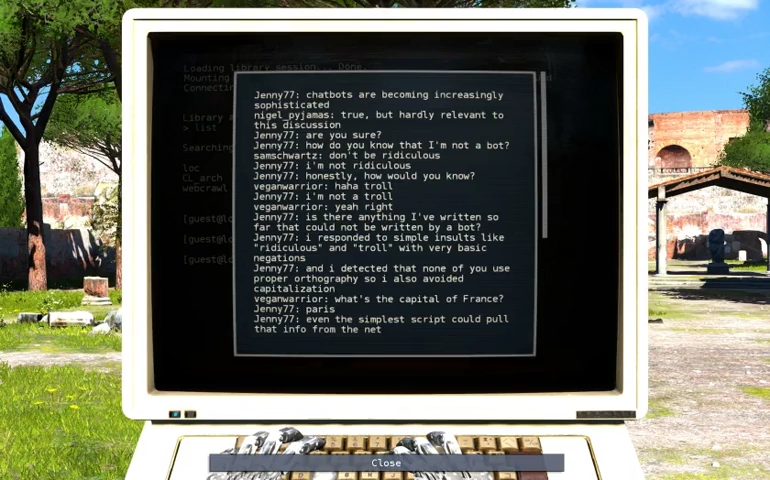 Loading library session... Done.
Mounting
Connectin
Library
> list
Searching
loc
CL_arch
webcrawl
[guest@lo
[guest@lo
[guest@lo
Jenny77: chatbots are becoming increasingly
sophisticated
nigel_pyjamas: true, but hardly relevant to
this discussion
Jenny77: are you sure?
Jenny77: how do you know that I'm not a bot?
samschwartz: don't be ridiculous
Jenny77: i'm not ridiculous
Jenny77: honestly, how would you know?
veganwarrior: haha troll
Jenny77: i'm not a troll
veganwarrior: yeah right
Jenny77: is there anything I've written so
far that could not be written by a bot?
Jenny77: i responded to simple insults like
"ridiculous" and "troll" with very basic
negations
Jenny77: and i detected that none of you use
proper orthography so i also avoided
capitalization
veganwarrior: what's the capital of France?
Jenny77: paris
Jenny77: even the simplest script could pull
that info from the net
Close